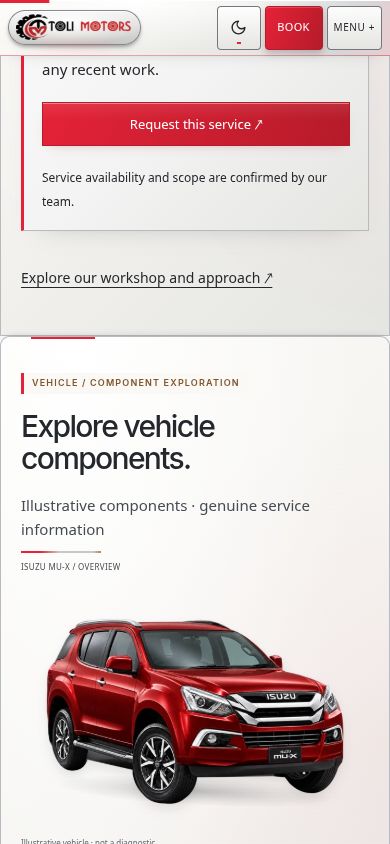 TOLI MOTORS
BOOK
MENU +
any recent work.
Request this service ↗
Service availability and scope are confirmed by our
team.
Explore our workshop and approach ↗
VEHICLE / COMPONENT EXPLORATION
Explore vehicle
components.
Illustrative components · genuine service
information
ISUZU MU-X / OVERVIEW
ISUZU
ISUZU
mu-X
Illustrative vehicle · not a diagnostic